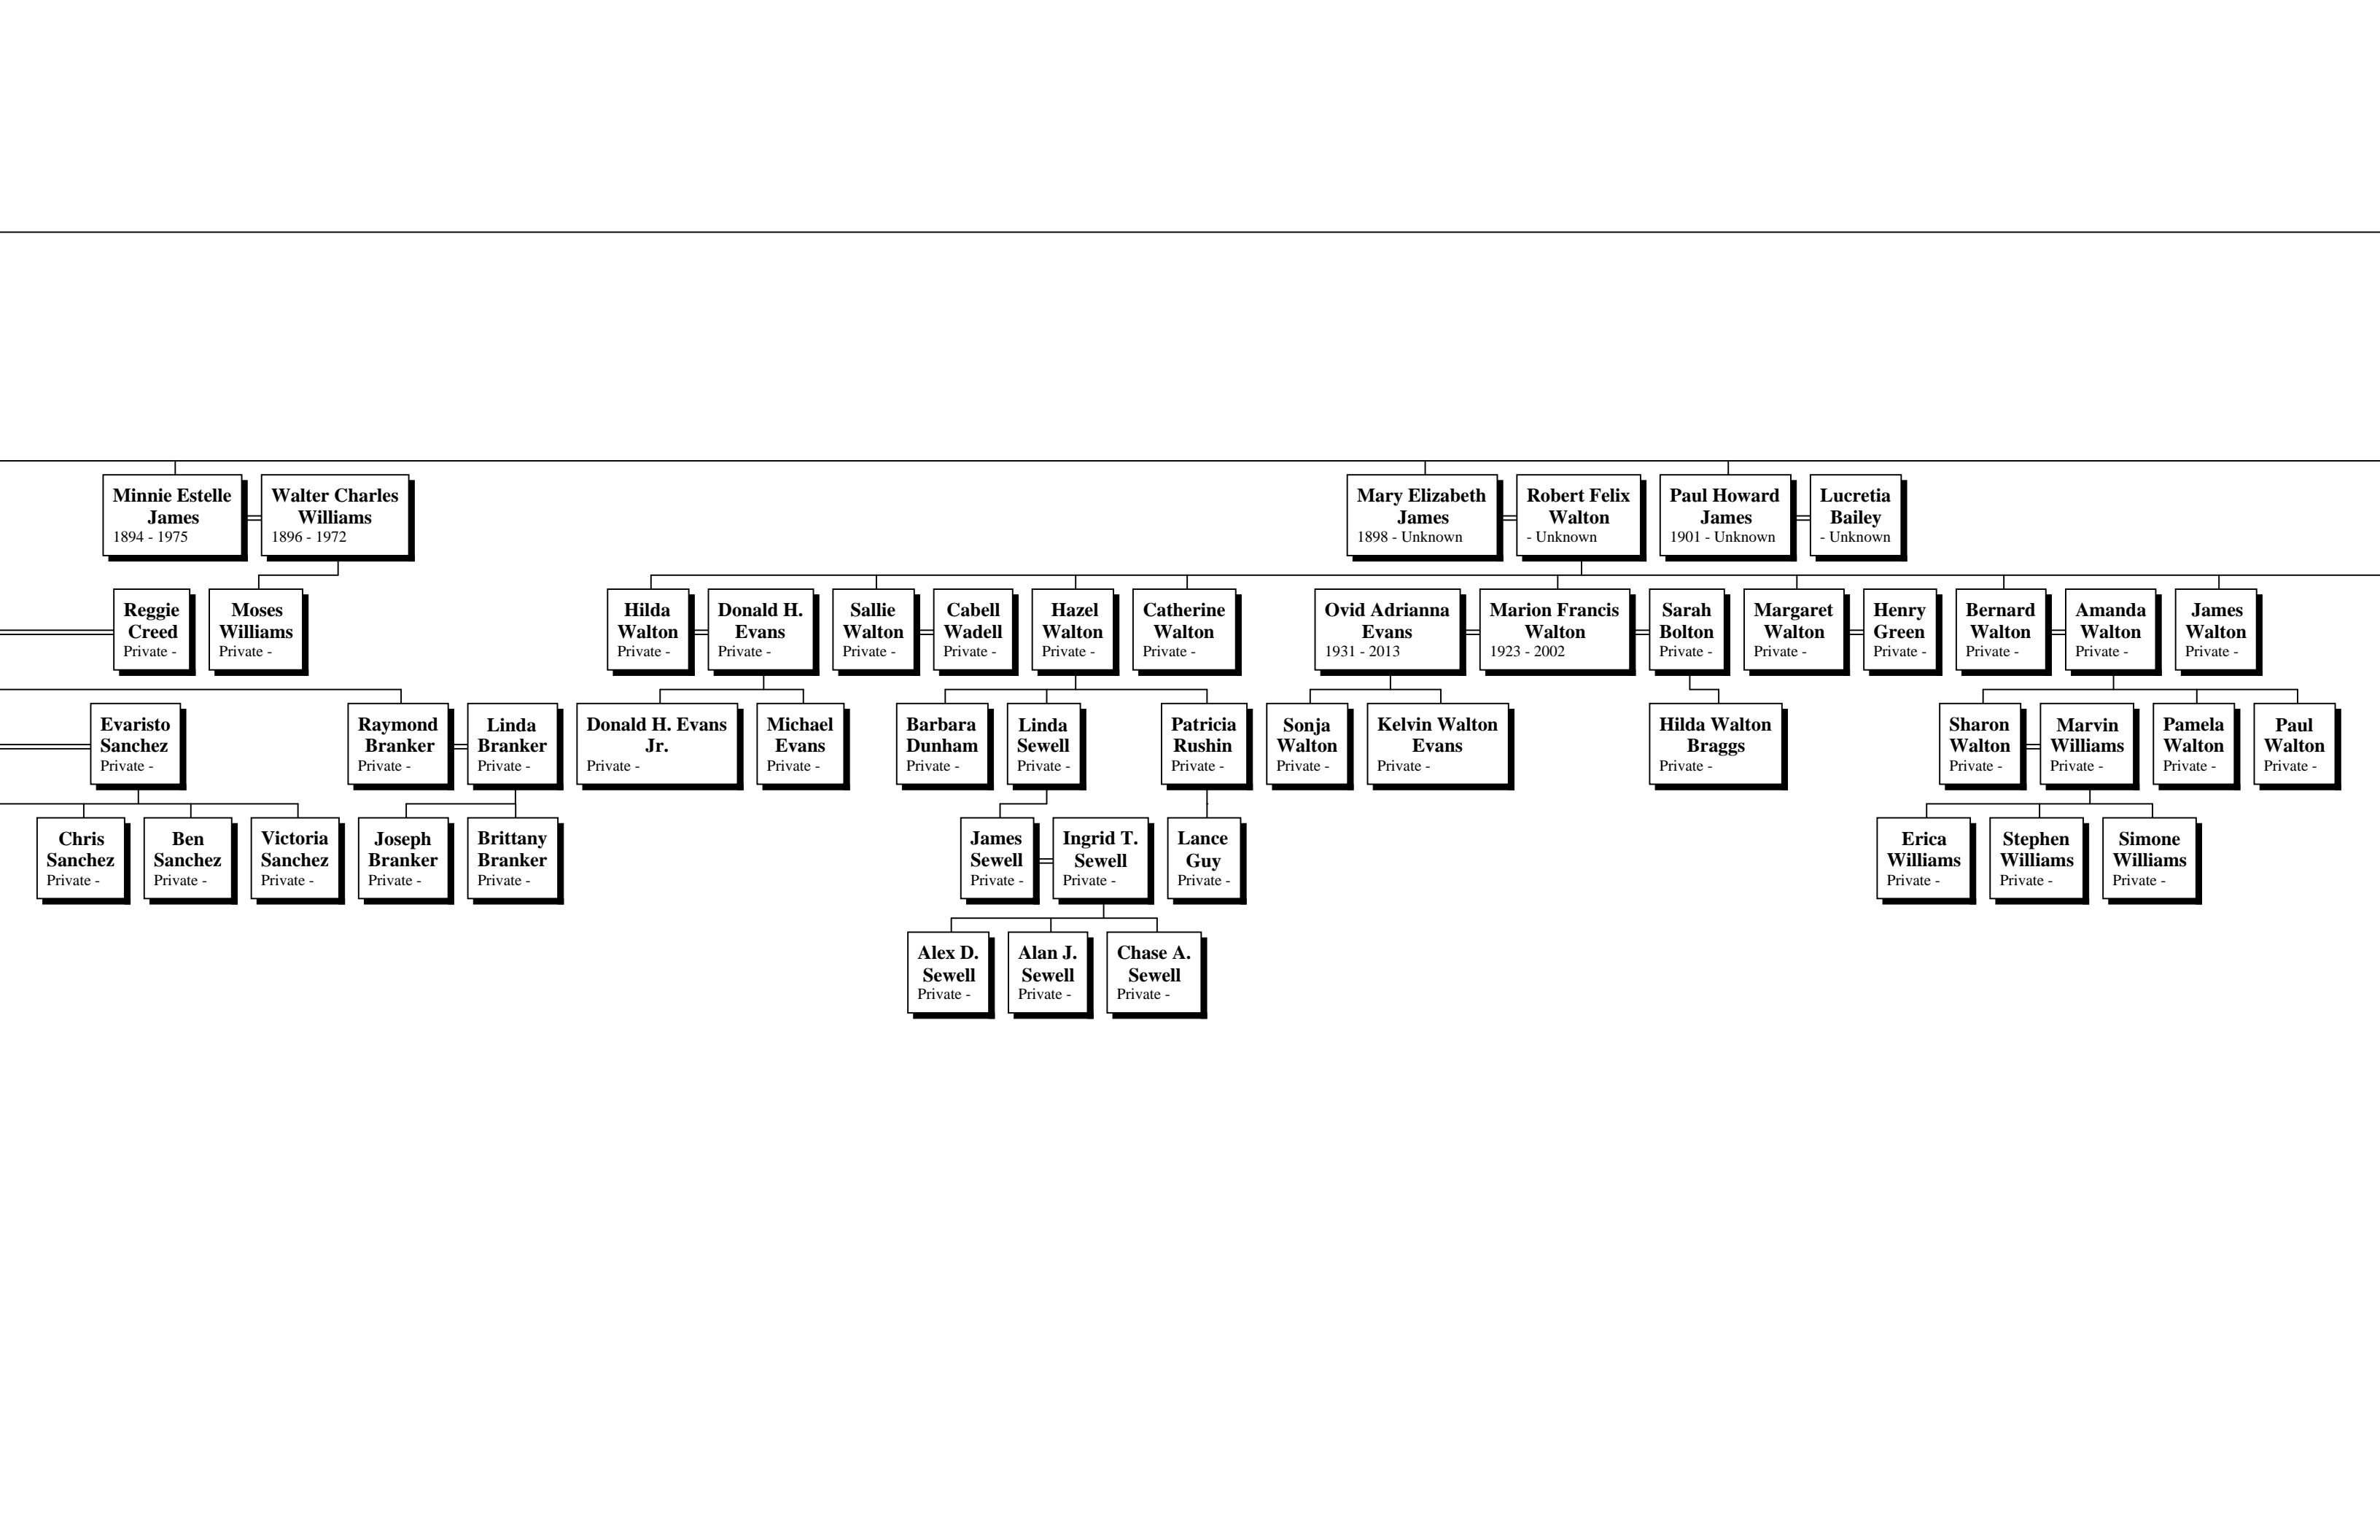 Minnie Estelle
James
1894 - 1975
Walter Charles
Williams
1896 - 1972
Mary Elizabeth
James
1898 - Unknown
Robert Felix
Walton
- Unknown
Paul Howard
James
1901 - Unknown
Lucretia
Bailey
- Unknown
Reggie
Creed
Private -
Moses
Williams
Private -
Hilda
Walton
Private -
Donald H.
Evans
Private -
Sallie
Walton
Private -
Cabell
Wadell
Private -
Hazel
Walton
Private -
Catherine
Walton
Private -
Ovid Adrianna
Evans
1931 - 2013
Marion Francis
Walton
1923 - 2002
Sarah
Bolton
Private -
Margaret
Walton
Private -
Henry
Green
Private -
Bernard
Walton
Private -
Amanda
Walton
Private -
James
Walton
Private -
Evaristo
Sanchez
Private -
Raymond
Branker
Private -
Linda
Branker
Private -
Donald H. Evans
Jr.
Private -
Michael
Evans
Private -
Barbara
Dunham
Private -
Linda
Sewell
Private -
Patricia
Rushin
Private -
Sonja
Walton
Private -
Kelvin Walton
Evans
Private -
Hilda Walton
Braggs
Private -
Sharon
Walton
Private -
Marvin
Williams
Private -
Pamela
Walton
Private -
Paul
Walton
Private -
Chris
Sanchez
Private -
Ben
Sanchez
Private -
Victoria
Sanchez
Private -
Joseph
Branker
Private -
Brittany
Branker
Private -
James
Sewell
Private -
Ingrid T.
Sewell
Private -
Lance
Guy
Private -
Erica
Williams
Private -
Stephen
Williams
Private -
Simone
Williams
Private -
Alex D.
Sewell
Private -
Alan J.
Sewell
Private -
Chase A.
Sewell
Private -